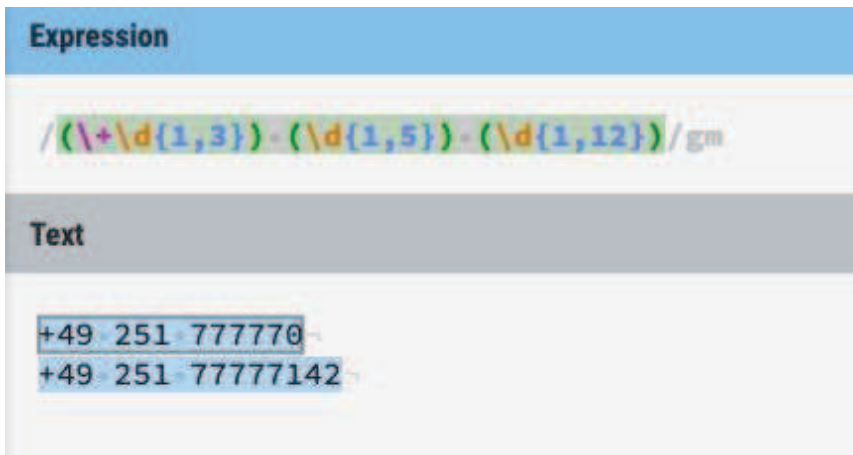 Expression
/(\+\d{1,3}) (\d{1,5}) (\d{1,12})/gm
Text
+49 251 777770
+49 251 77777142